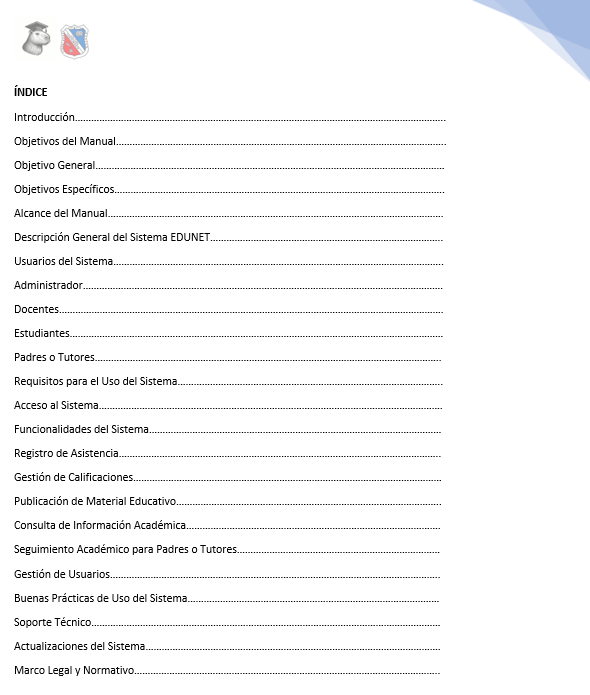 ÍNDICE
Introducción........................................................................................................................................
Objetivos del Manual.........................................................................................................................
Objetivo General................................................................................................................................
Objetivos Específicos.........................................................................................................................
Alcance del Manual...........................................................................................................................
Descripción General del Sistema EDUNET.....................................................................................
Usuarios del Sistema.........................................................................................................................
Administrador....................................................................................................................................
Docentes.............................................................................................................................................
Estudiantes.........................................................................................................................................
Padres o Tutores................................................................................................................................
Requisitos para el Uso del Sistema.................................................................................................
Acceso al Sistema..............................................................................................................................
Funcionalidades del Sistema............................................................................................................
Registro de Asistencia.......................................................................................................................
Gestión de Calificaciones..................................................................................................................
Publicación de Material Educativo..................................................................................................
Consulta de Información Académica..............................................................................................
Seguimiento Académico para Padres o Tutores...........................................................................
Gestión de Usuarios..........................................................................................................................
Buenas Prácticas de Uso del Sistema.............................................................................................
Soporte Técnico.................................................................................................................................
Actualizaciones del Sistema.............................................................................................................
Marco Legal y Normativo.................................................................................................................